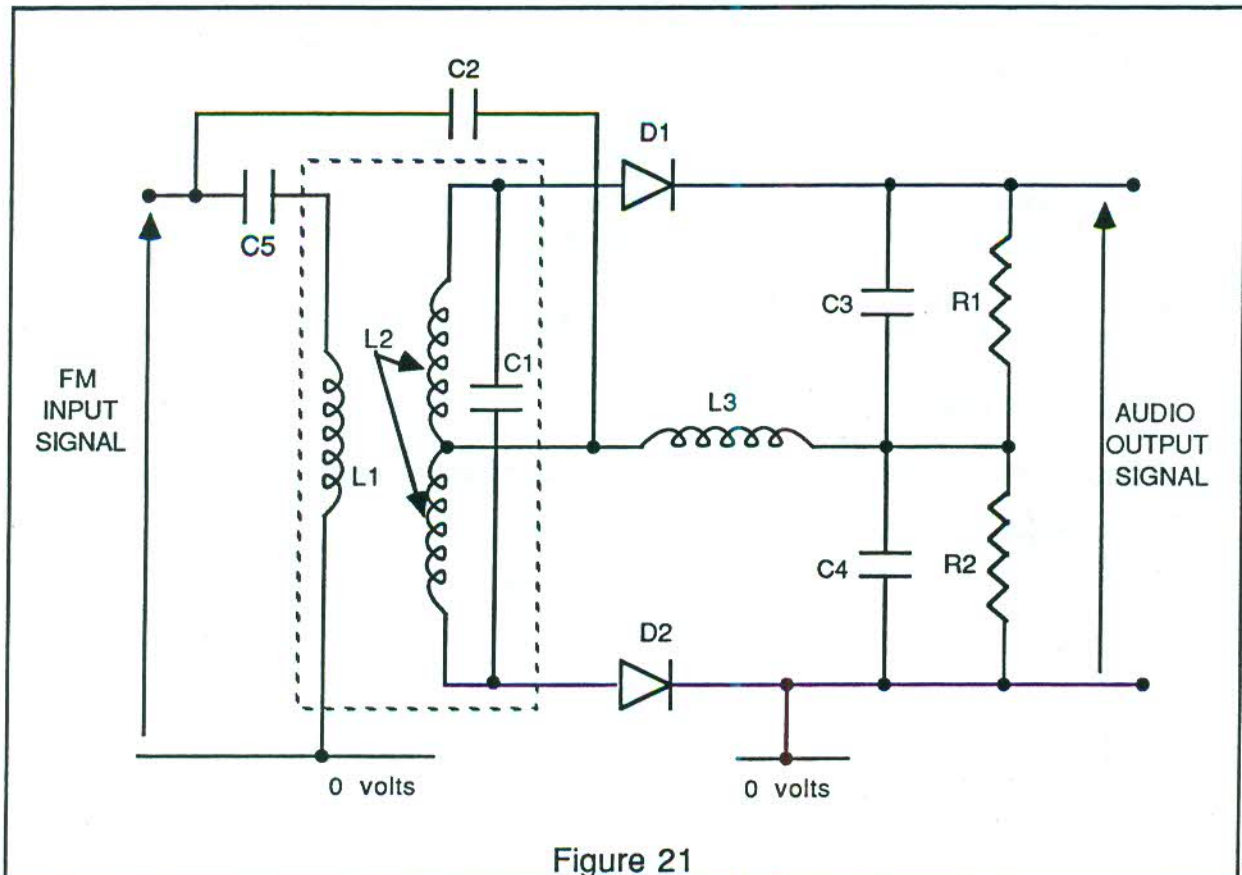 C2
D1
C5
L2
C1
C3
R1
FM
INPUT
SIGNAL
L1
L3
AUDIO
OUTPUT
SIGNAL
C4
R2
D2
0 volts
0 volts
Figure 21